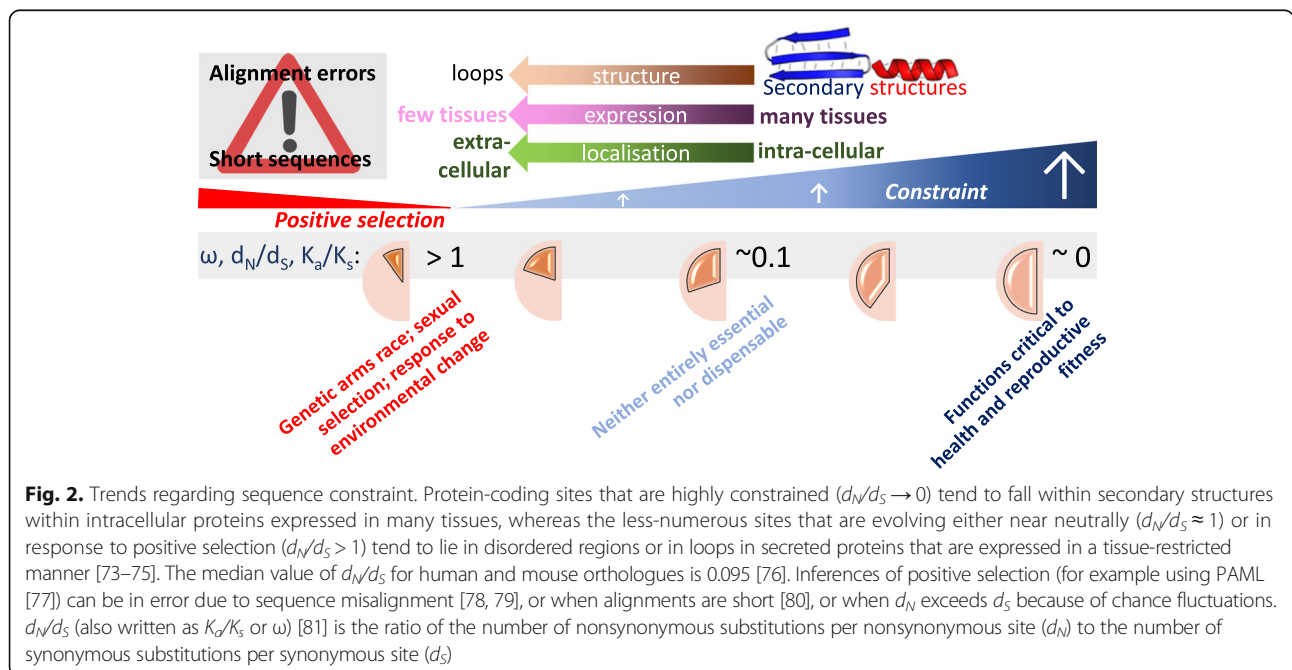 Alignment errors
Short sequences
loops
structure
Secondary structures
few tissues
expression
many tissues
extra-
cellular
localisation
intra-cellular
Positive selection
Constraint
ω, dN/dS, Ka/Ks:
> 1
~0.1
~ 0
Genetic arms race; sexual
selection; response to
environmental change
Neither entirely essential
nor dispensable
Functions critical to
health and reproductive
fitness
Fig. 2. Trends regarding sequence constraint. Protein-coding sites that are highly constrained (dN/dS → 0) tend to fall within secondary structures
within intracellular proteins expressed in many tissues, whereas the less-numerous sites that are evolving either near neutrally (dN/dS ≈ 1) or in
response to positive selection (dN/dS > 1) tend to lie in disordered regions or in loops in secreted proteins that are expressed in a tissue-restricted
manner [73–75]. The median value of dN/dS for human and mouse orthologues is 0.095 [76]. Inferences of positive selection (for example using PAML
[77]) can be in error due to sequence misalignment [78, 79], or when alignments are short [80], or when dN exceeds dS because of chance fluctuations.
dN/dS (also written as Ka/Ks or ω) [81] is the ratio of the number of nonsynonymous substitutions per nonsynonymous site (dN) to the number of
synonymous substitutions per synonymous site (dS)